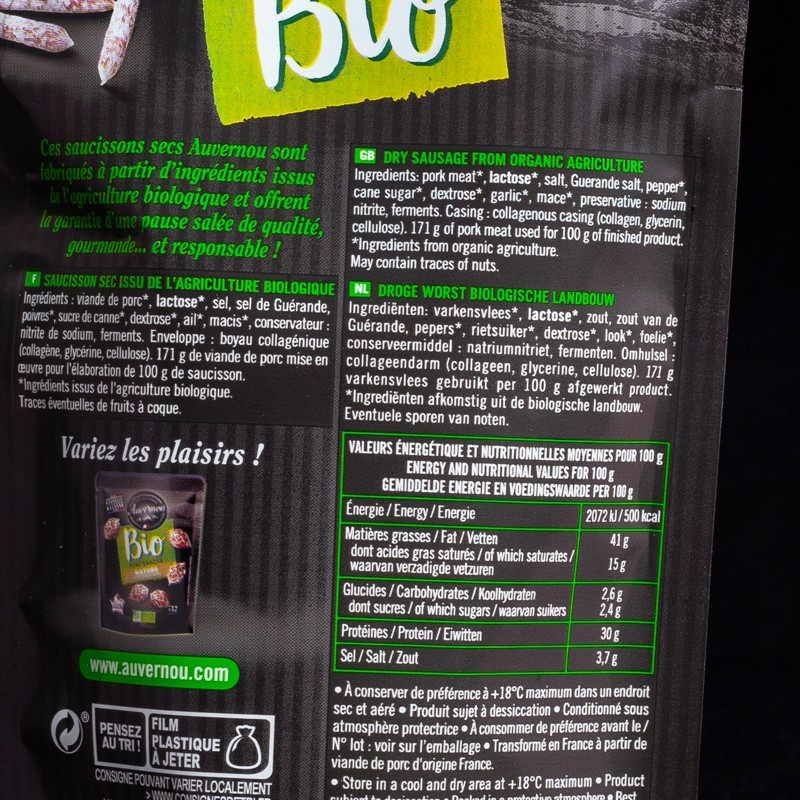 Bio
Ces saucissons secs Auvernou sont
fabriqués à partir d'ingrédients issus
de l'agriculture biologique et offrent
la garantie d'une pause salée de qualité,
gourmande... et responsable !
F SAUCISSON SEC ISSU DE L'AGRICULTURE BIOLOGIQUE
Ingrédients : viande de porc*, lactose*, sel, sel de Guérande,
poivres*, sucre de canne*, dextrose*, ail*, macis*, conservateur :
nitrite de sodium, ferments. Enveloppe : boyau collagénique
(collagène, glycérine, cellulose). 171 g de viande de porc mise en
œuvre pour l'élaboration de 100 g de saucisson.
*Ingrédients issus de l'agriculture biologique.
Traces éventuelles de fruits à coque.
Variez les plaisirs !
Auvernou
Bio
NATURE
www.auvernou.com
PENSEZ
AU TRI !
FILM
PLASTIQUE
À JETER
CONSIGNE POUVANT VARIER LOCALEMENT
GB DRY SAUSAGE FROM ORGANIC AGRICULTURE
Ingredients: pork meat*, lactose*, salt, Guerande salt, pepper*,
cane sugar*, dextrose*, garlic*, mace*, preservative : sodium
nitrite, ferments. Casing : collagenous casing (collagen, glycerin,
cellulose). 171 g of pork meat used for 100 g of finished product.
*Ingredients from organic agriculture.
May contain traces of nuts.
NL DROGE WORST BIOLOGISCHE LANDBOUW
Ingrediënten: varkensvlees*, lactose*, zout, zout van de
Guérande, pepers*, rietsuiker*, dextrose*, look*, foelie*,
conserveermiddel : natriumnitriet, fermenten. Omhulsel :
collageendarm (collageen, glycerine, cellulose). 171 g
varkensvlees gebruikt per 100 g afgewerkt product.
*Ingrediënten afkomstig uit de biologische landbouw.
Eventuele sporen van noten.
VALEURS ÉNERGÉTIQUE ET NUTRITIONNELLES MOYENNES POUR 100 g
ENERGY AND NUTRITIONAL VALUES FOR 100 g
GEMIDDELDE ENERGIE EN VOEDINGSWAARDE PER 100 g
Énergie / Energy / Energie 2072 kJ / 500 kcal
Matières grasses / Fat / Vetten 41 g
dont acides gras saturés / of which saturates /
waarvan verzadigde vetzuren 15 g
Glucides / Carbohydrates / Koolhydraten 2,6 g
dont sucres / of which sugars / waarvan suikers 2,4 g
Protéines / Protein / Eiwitten 30 g
Sel / Salt / Zout 3,7 g
• À conserver de préférence à +18°C maximum dans un endroit
sec et aéré • Produit sujet à dessiccation • Conditionné sous
atmosphère protectrice • À consommer de préférence avant le /
N° lot : voir sur l'emballage • Transformé en France à partir de
viande de porc d'origine France.
• Store in a cool and dry area at +18°C maximum • Product
subject to desiccation • Packed in a protective atmosphere • Best